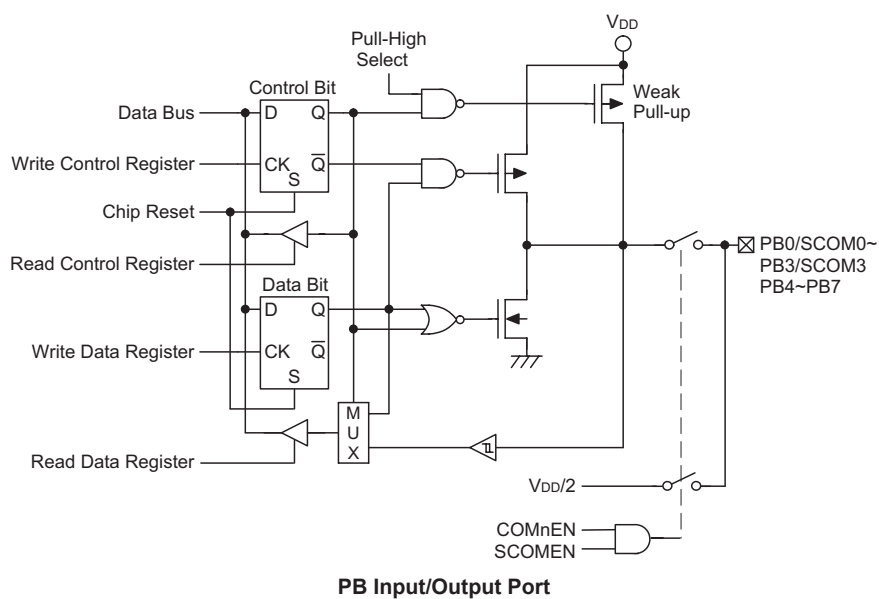 VDD
Pull-High
Select
Weak
Pull-up
Control Bit
Data Bus
D
Q
Write Control Register
CK
Q̅
S
Chip Reset
Read Control Register
PB0/SCOM0~
PB3/SCOM3
PB4~PB7
Data Bit
D
Q
Write Data Register
CK
Q̅
S
M
U
X
Read Data Register
VDD/2
COMnEN
SCOMEN
PB Input/Output Port